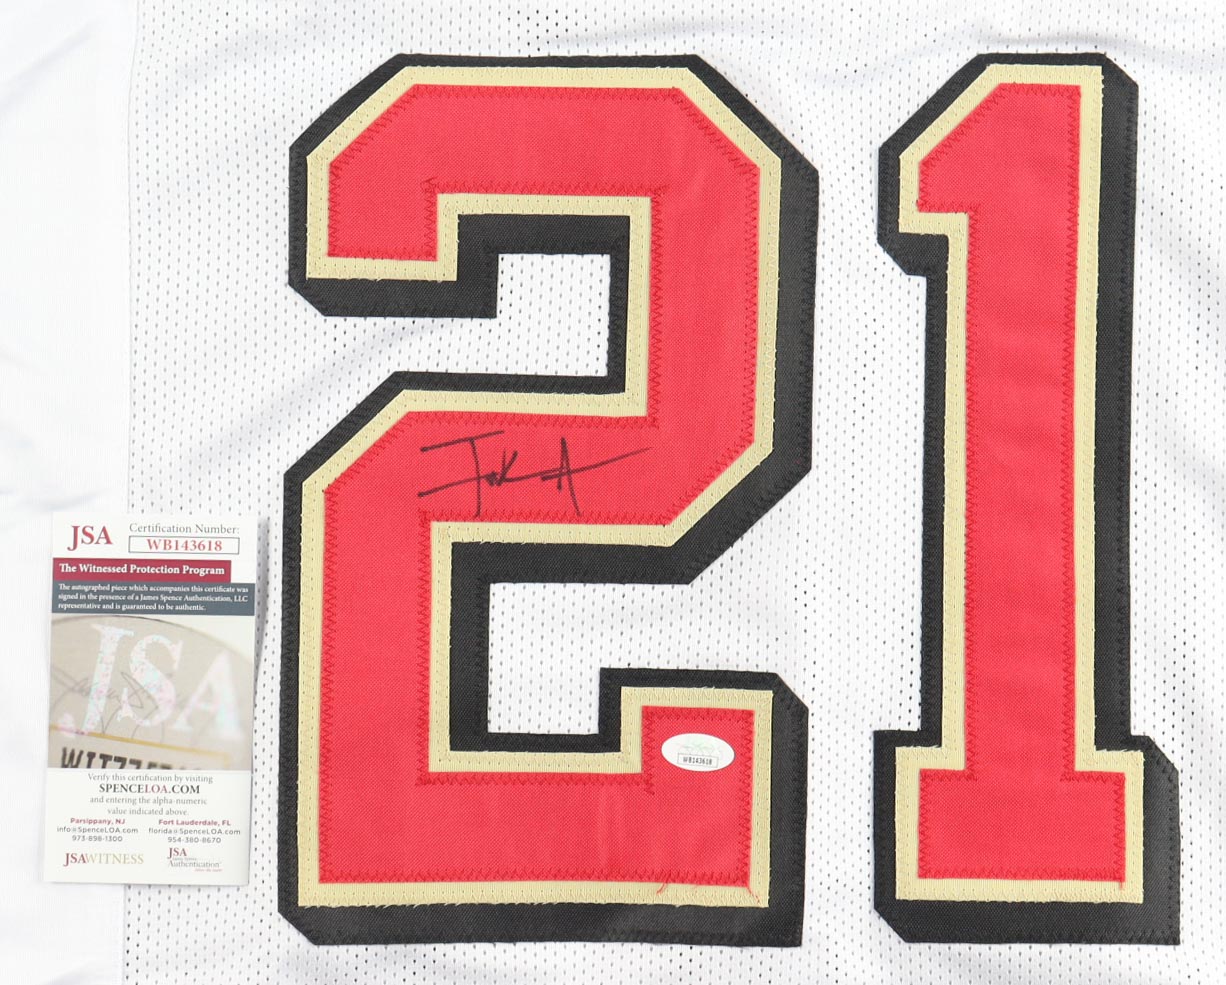 21
JSA
Certification Number:
WB143618
The Witnessed Protection Program
The autographed piece which accompanies this certificate was
signed in the presence of a James Spence Authentication, LLC
representative and is guaranteed to be authentic.
JSA
Verify this certification by visiting
SPENCELOA.COM
and entering the alpha-numeric
value indicated above.
Parsippany, NJ
info@SpenceLOA.com
973-898-1300
Fort Lauderdale, FL
florida@SpenceLOA.com
954-380-8670
JSAWITNESS
JSA
Authentication
WB143618